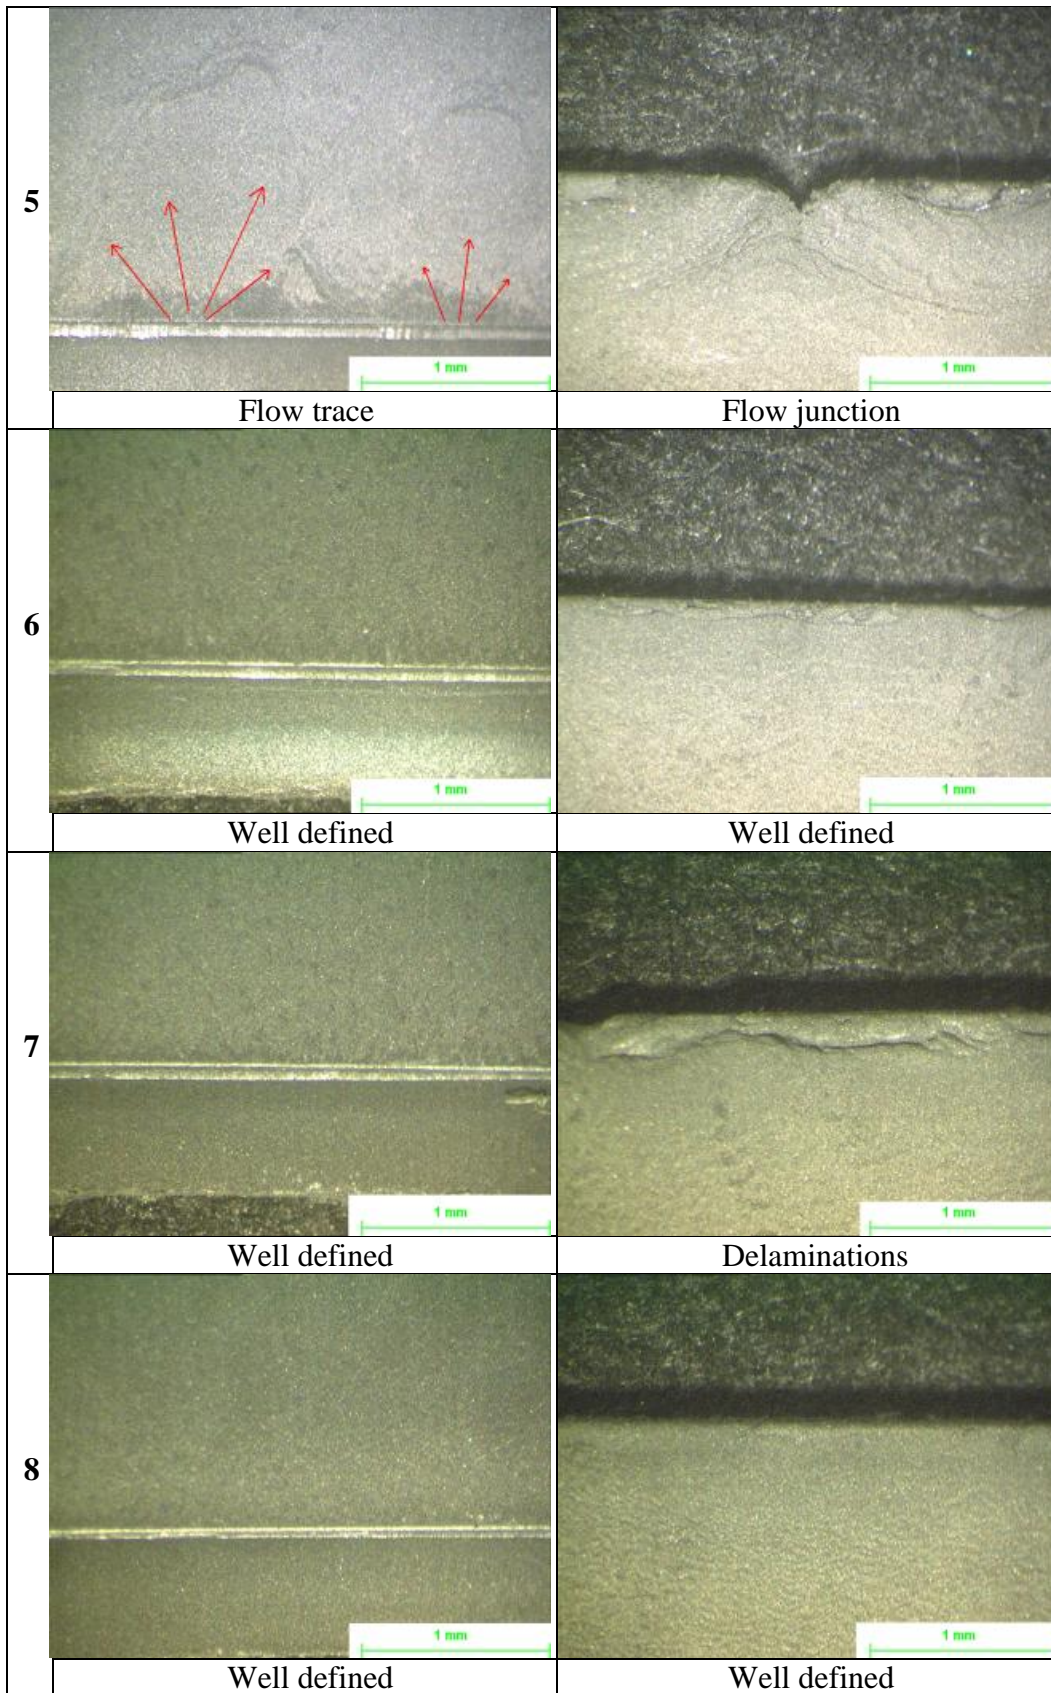 5
1 mm
1 mm
Flow trace
Flow junction
6
1 mm
1 mm
Well defined
Well defined
7
1 mm
1 mm
Well defined
Delaminations
8
1 mm
1 mm
Well defined
Well defined